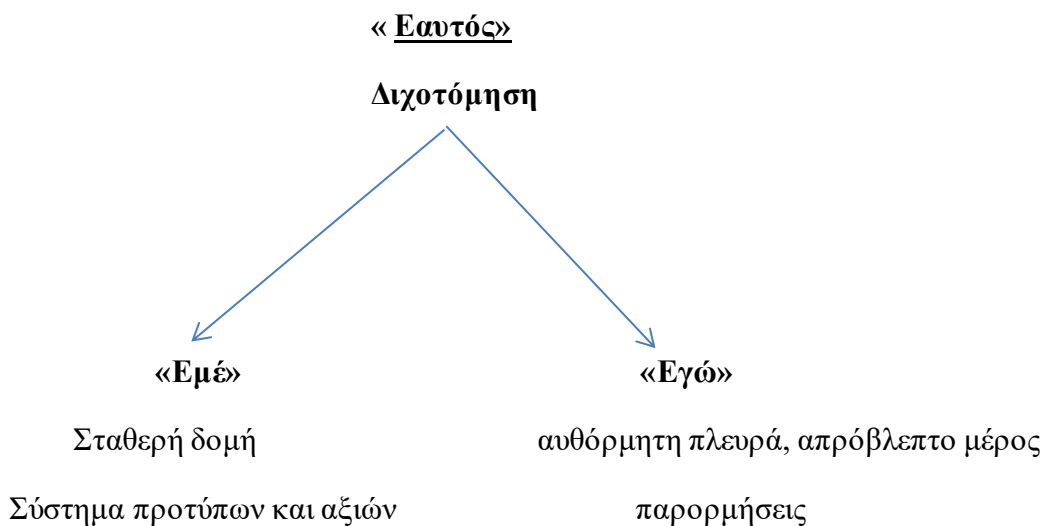 « Εαυτός»
Διχοτόμηση
«Εμέ» «Εγώ»
Σταθερή δομή αυθόρμητη πλευρά, απρόβλεπτο μέρος
Σύστημα προτύπων και αξιών παρορμήσεις